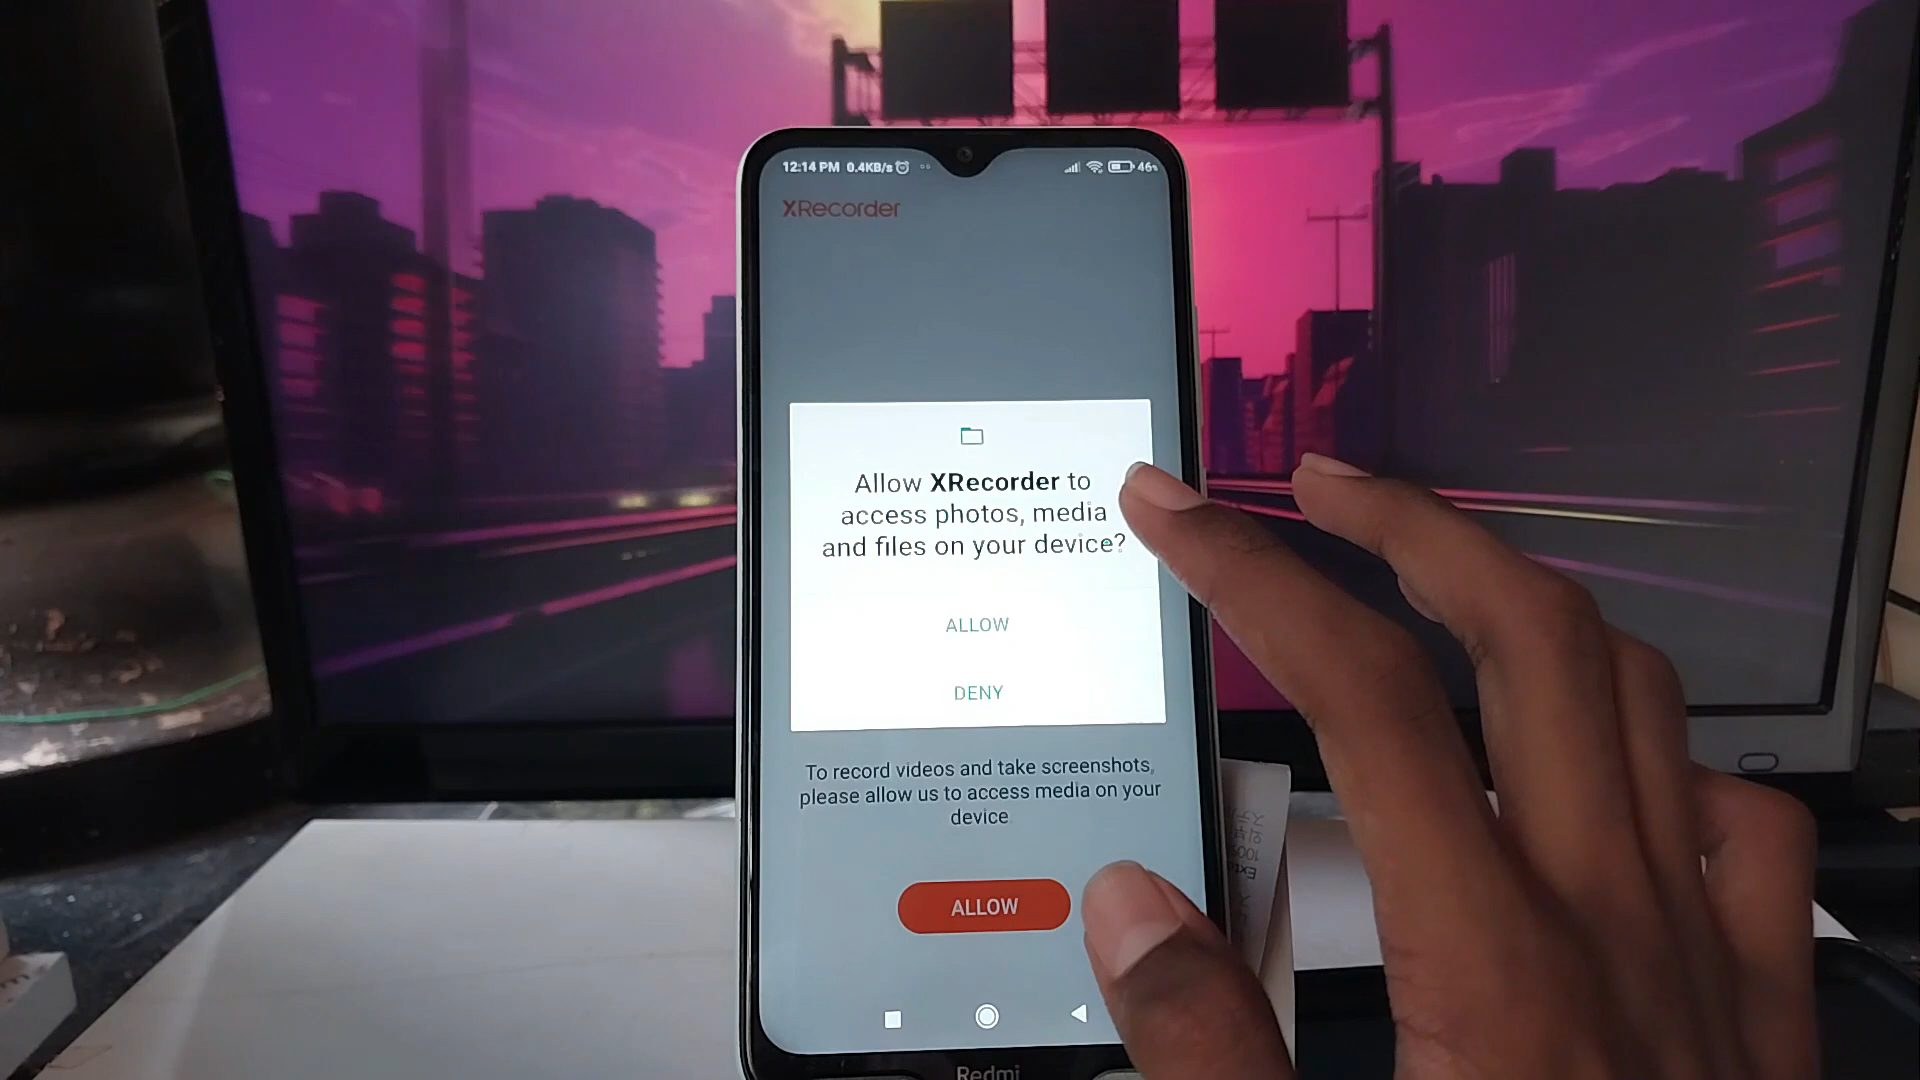 12:14 PM 0.4KB/s
46%
XRecorder
Allow XRecorder to
access photos, media
and files on your device?
ALLOW
DENY
To record videos and take screenshots,
please allow us to access media on your
device
ALLOW
Redmi